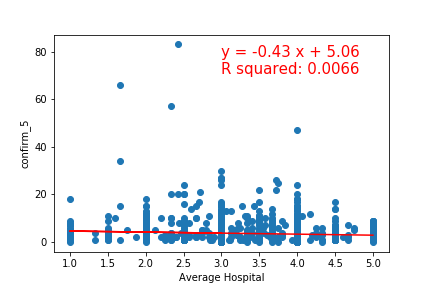 y = -0.43 x + 5.06
R squared: 0.0066
80
60
40
20
0
confirm_5
1.0 1.5 2.0 2.5 3.0 3.5 4.0 4.5 5.0
Average Hospital